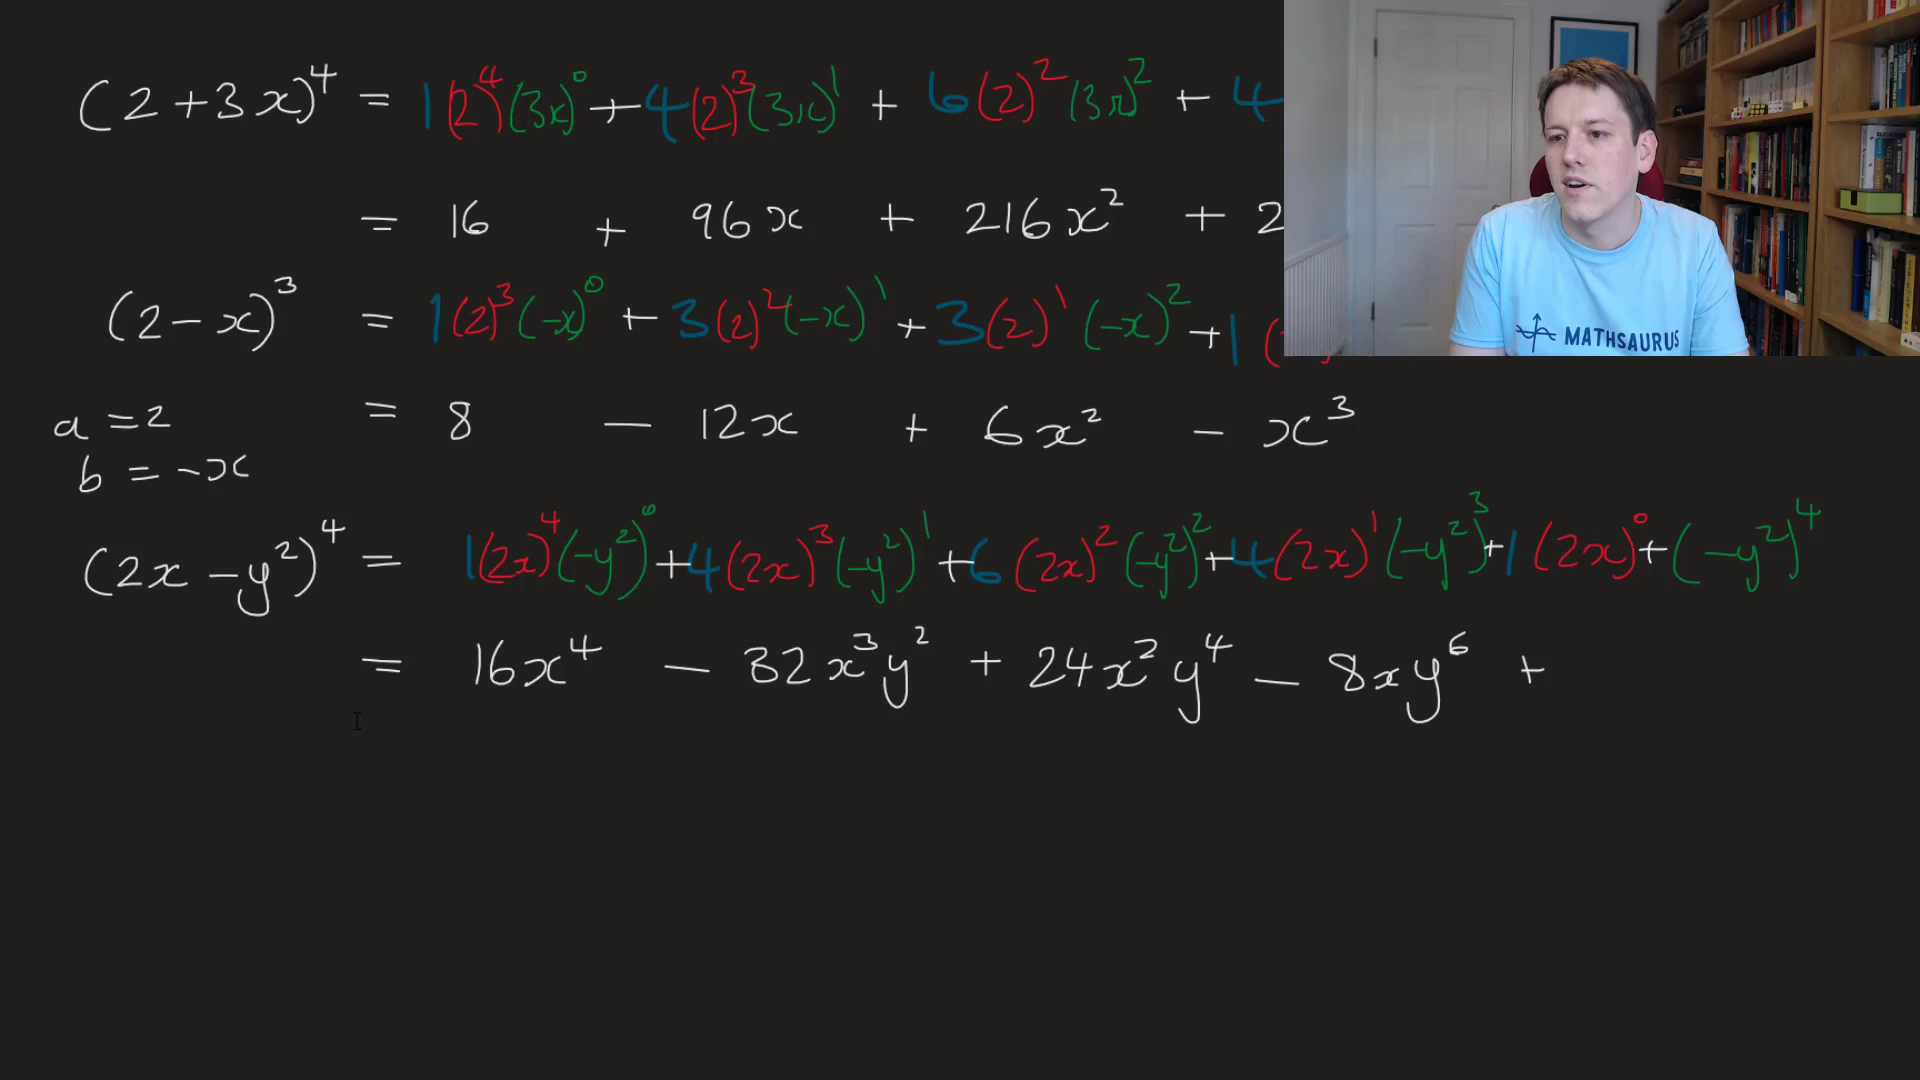 (2+3x)⁴ = 1(2)⁴(3x)⁰ + 4(2)³(3x)¹ + 6(2)²(3x)² + 4
= 16 + 96x + 216x² + 2
(2-x)³ = 1(2)³(-x)⁰ + 3(2)²(-x)¹ + 3(2)¹(-x)² + 1(
MATHSAURUS
a = 2
= 8 - 12x + 6x² - x³
b = -x
(2x-y²)⁴ = 1(2x)⁴(-y²)⁰ + 4(2x)³(-y²)¹ + 6(2x)²(-y²)² + 4(2x)¹(-y²)³ + 1(2x)⁰ + (-y²)⁴
= 16x⁴ - 32x³y² + 24x²y⁴ - 8xy⁶ +